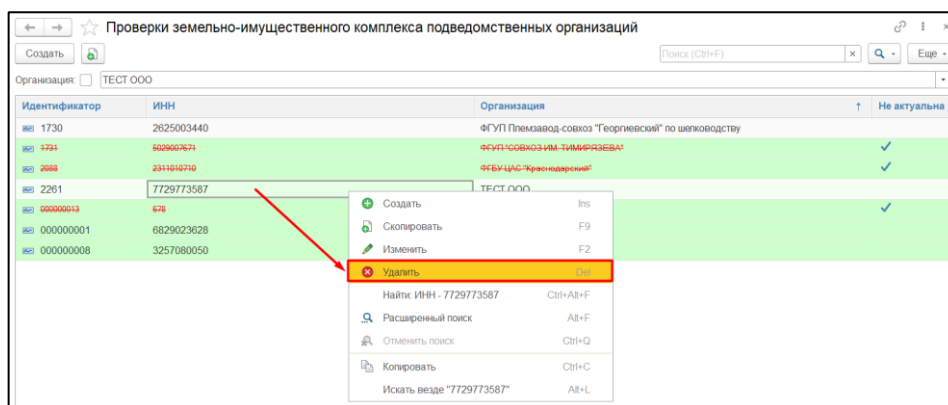 Проверки земельно-имущественного комплекса подведомственных организаций
Создать Поиск (Ctrl+F) × Еще
Организация: ТЕСТ ООО
Идентификатор ИНН Организация ↑ Не актуальна
1730 2625003440 ФГУП Племзавод-совхоз "Георгиевский" по шелководству
1731 5029007671 ФГУП "СОВХОЗ ИМ. ТИМИРЯЗЕВА"
2088 2311010710 ФГБУ ЦАС "Краснодарский"
2261 7729773587 ТЕСТ ООО
000000013 678
000000001 6829023628
000000008 3257080050
Создать Ins
Скопировать F9
Изменить F2
Удалить Del
Найти: ИНН - 7729773587 Ctrl+Alt+F
Расширенный поиск Alt+F
Отменить поиск Ctrl+Q
Копировать Ctrl+C
Искать везде "7729773587" Alt+L